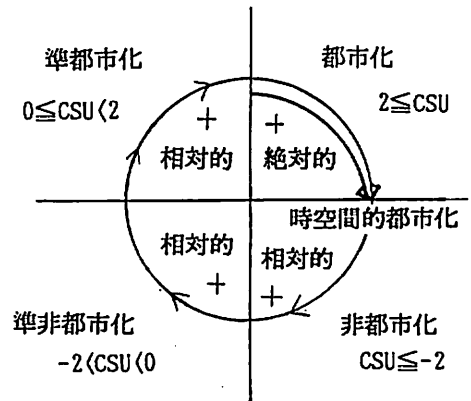 準都市化
0≦CSU<2
都市化
2≦CSU
+
相対的
+
絶対的
時空間的都市化
相対的
+
相対的
+
準非都市化
-2<CSU<0
非都市化
CSU≦-2